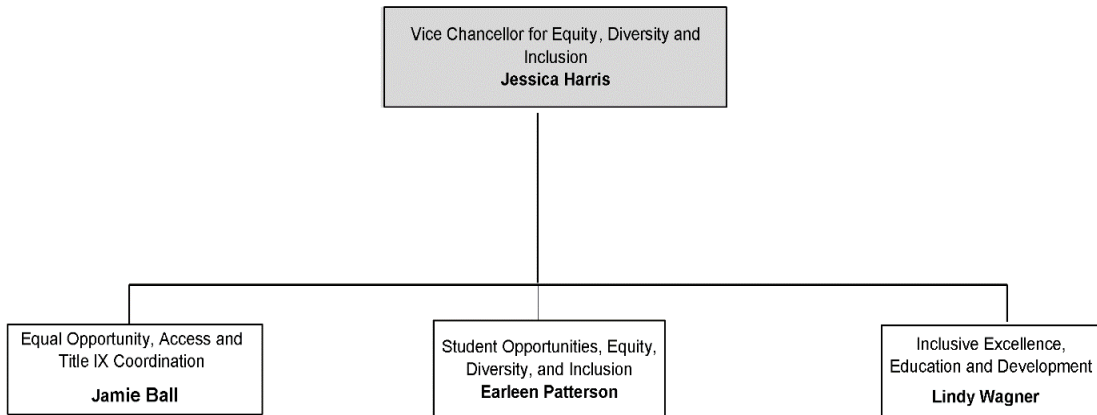 Vice Chancellor for Equity, Diversity and
Inclusion
Jessica Harris
Equal Opportunity, Access and
Title IX Coordination
Jamie Ball
Student Opportunities, Equity,
Diversity, and Inclusion
Earleen Patterson
Inclusive Excellence,
Education and Development
Lindy Wagner